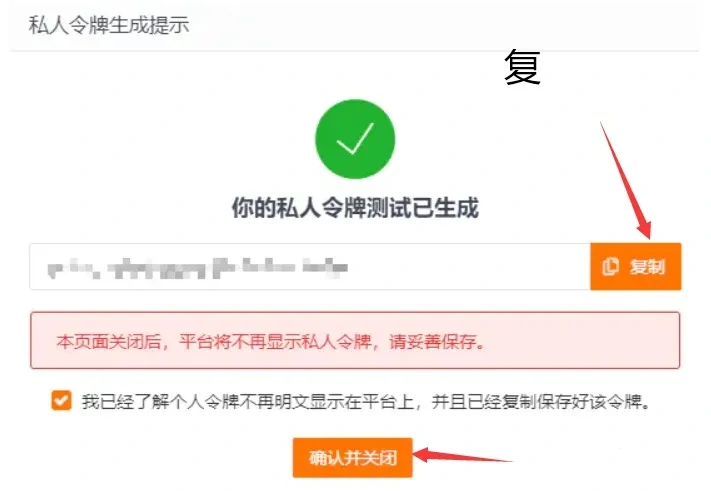 私人令牌生成提示
复
你的私人令牌测试已生成
复制
本页面关闭后，平台将不再显示私人令牌，请妥善保存。
我已经了解个人令牌不再明文显示在平台上，并且已经复制保存好该令牌。
确认并关闭